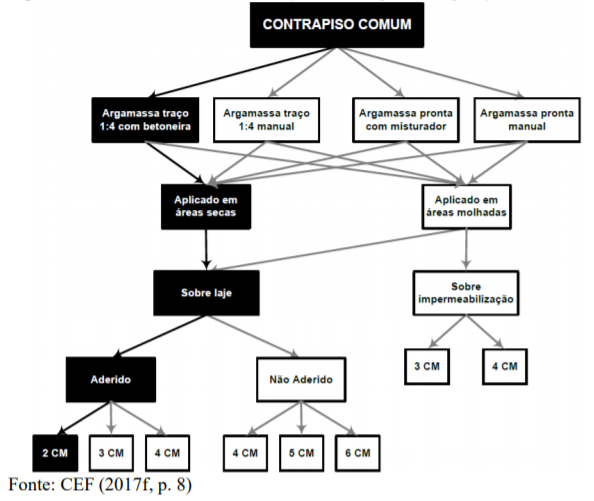 CONTRAPISO COMUM
Argamassa traço
1:4 com betoneira
Argamassa traço
1:4 manual
Argamassa pronta
com misturador
Argamassa pronta
manual
Aplicado em
áreas secas
Aplicado em
áreas molhadas
Sobre laje
Sobre
impermeabilização
3 CM
4 CM
Aderido
Não Aderido
2 CM
3 CM
4 CM
4 CM
5 CM
6 CM
Fonte: CEF (2017f, p. 8)